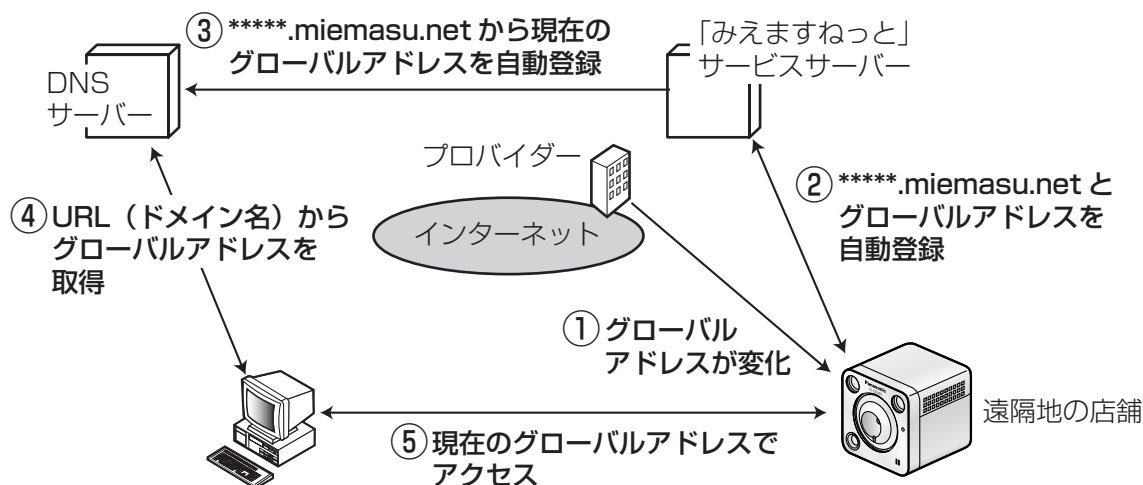 ③*****.miemasu.net から現在の
グローバルアドレスを自動登録
「みえますねっと」
サービスサーバー
DNS
サーバー
プロバイダー
②*****.miemasu.net と
グローバルアドレスを
自動登録
④URL（ドメイン名）から
グローバルアドレスを
取得
インターネット
①グローバル
アドレスが変化
Panasonic
遠隔地の店舗
⑤現在のグローバルアドレスで
アクセス